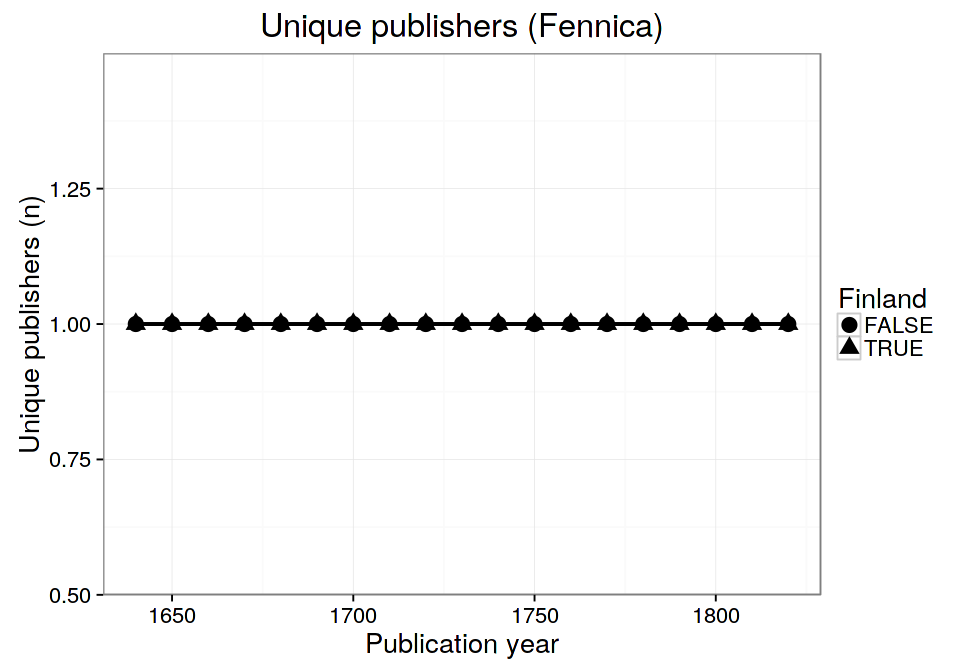 Unique publishers (Fennica)
Unique publishers (n)
1.25
1.00
0.75
0.50
1650
1700
1750
1800
Publication year
Finland
FALSE
TRUE